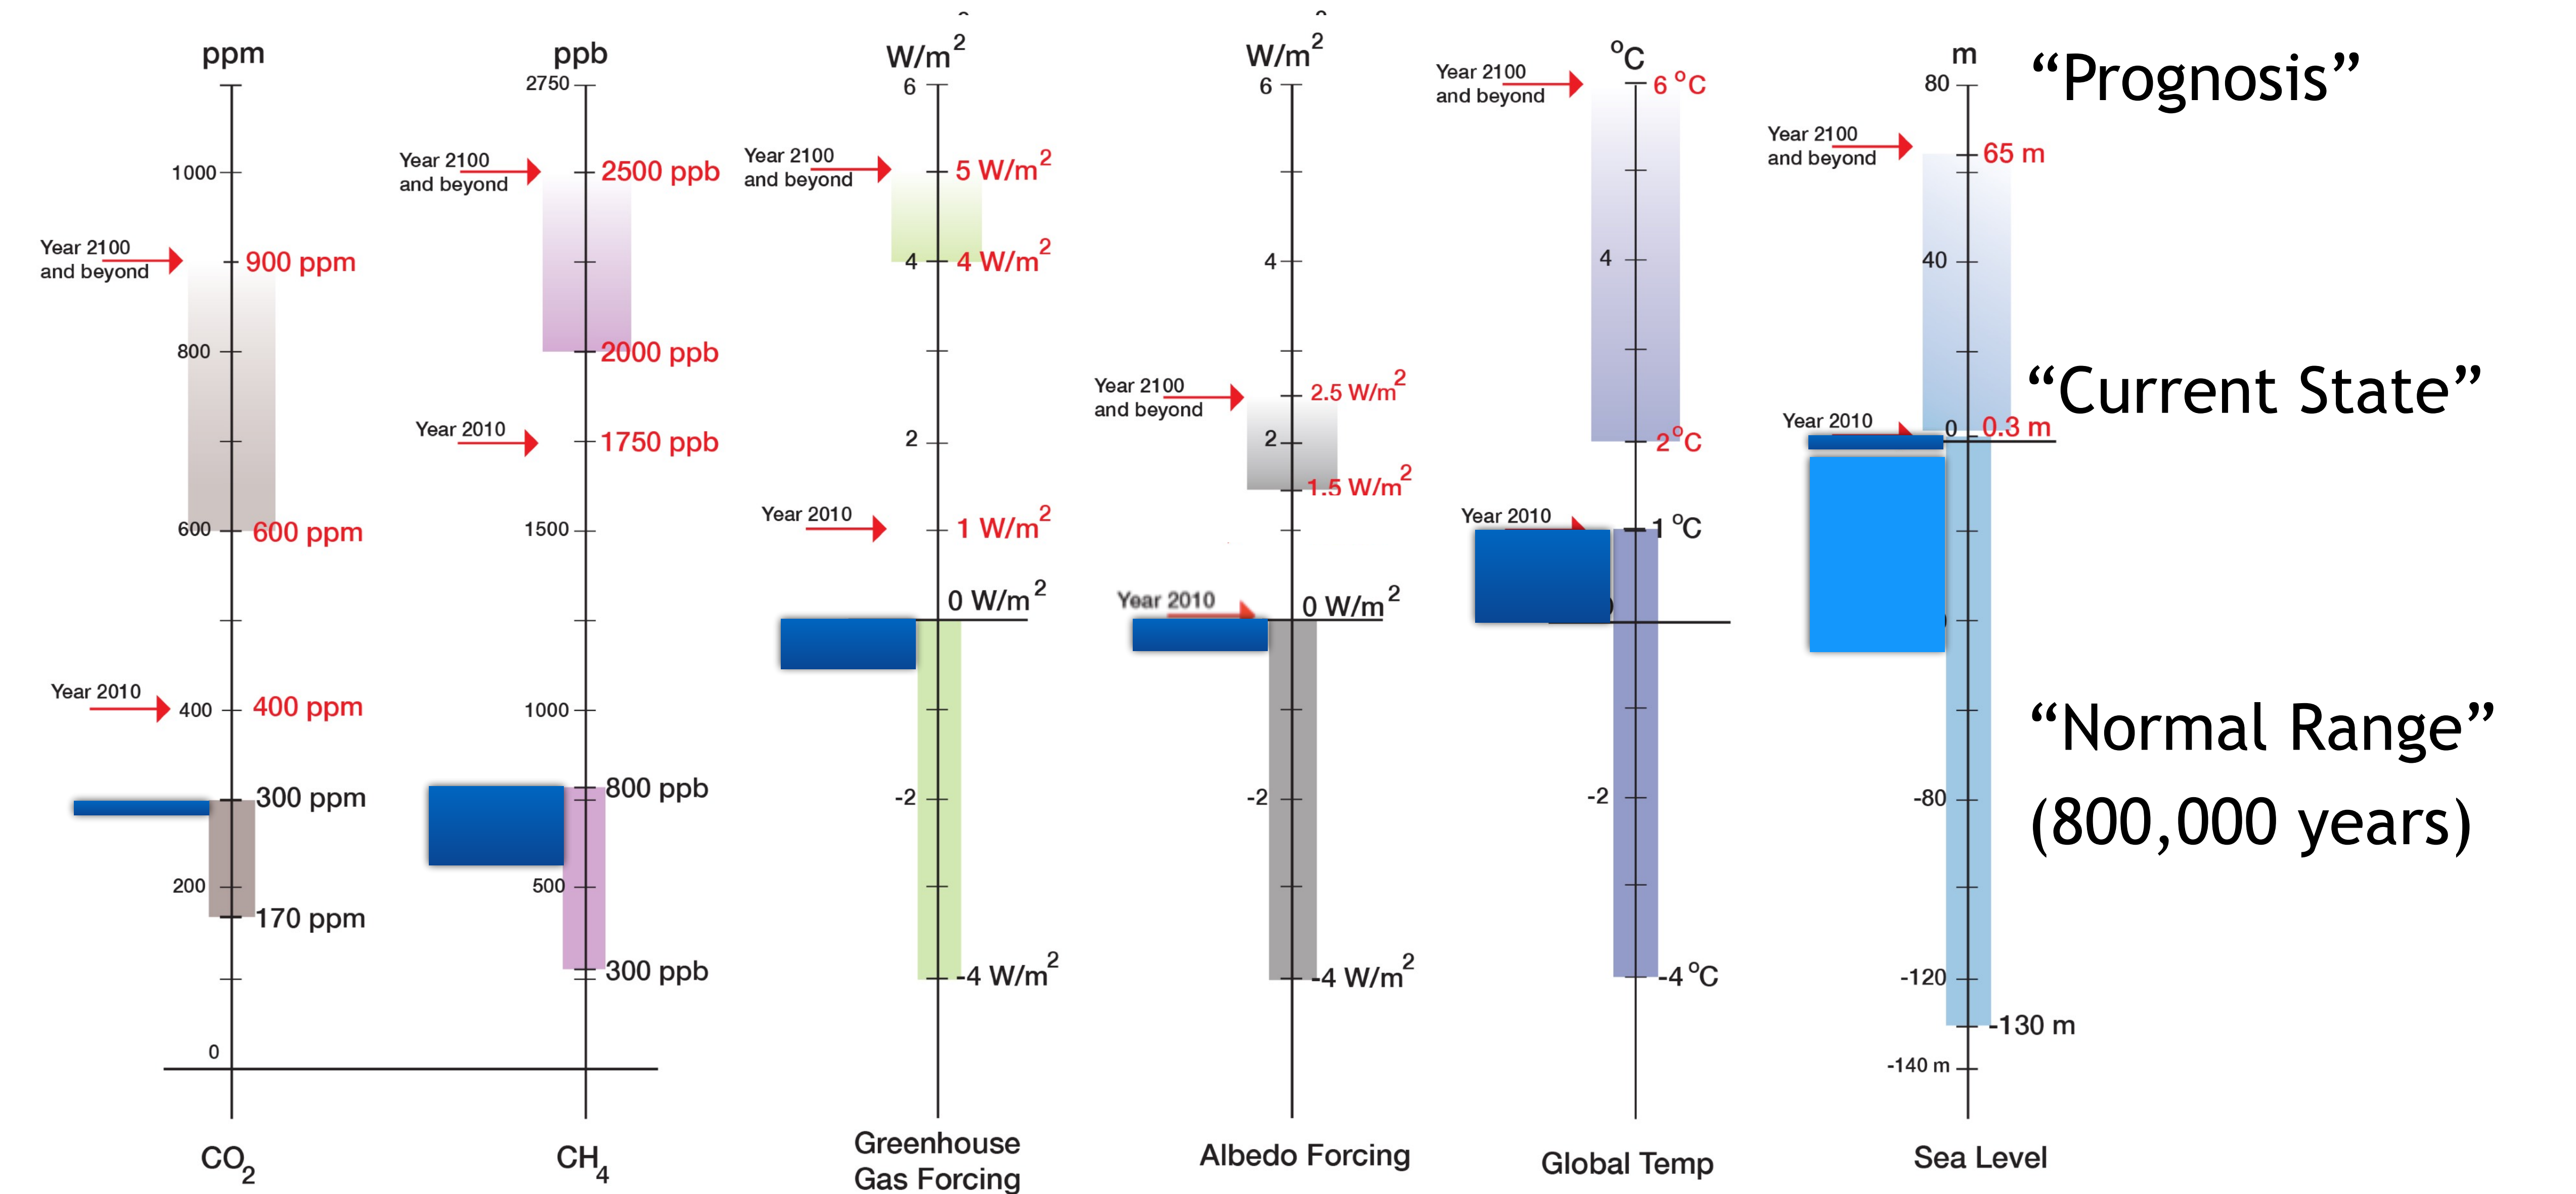 ppm
1000
Year 2100
and beyond
900 ppm
800
600
600 ppm
Year 2010
400
400 ppm
300 ppm
200
170 ppm
0
CO2
ppb
2750
Year 2100
and beyond
2500 ppb
2000 ppb
Year 2010
1750 ppb
1500
1000
800 ppb
500
300 ppb
CH4
W/m2
6
Year 2100
and beyond
5 W/m2
4
4 W/m2
Year 2010
1 W/m2
0 W/m2
-2
-4 W/m2
Greenhouse
Gas Forcing
W/m2
6
4
Year 2100
and beyond
2.5 W/m2
2
1.5 W/m2
Year 2010
0 W/m2
-2
-4 W/m2
Albedo Forcing
°C
Year 2100
and beyond
6 °C
4
2°C
Year 2010
1 °C
-2
-4 °C
Global Temp
m
80
Year 2100
and beyond
65 m
40
Year 2010
0
0.3 m
-80
-120
-130 m
-140 m
Sea Level
“Prognosis”
“Current State”
“Normal Range”
(800,000 years)